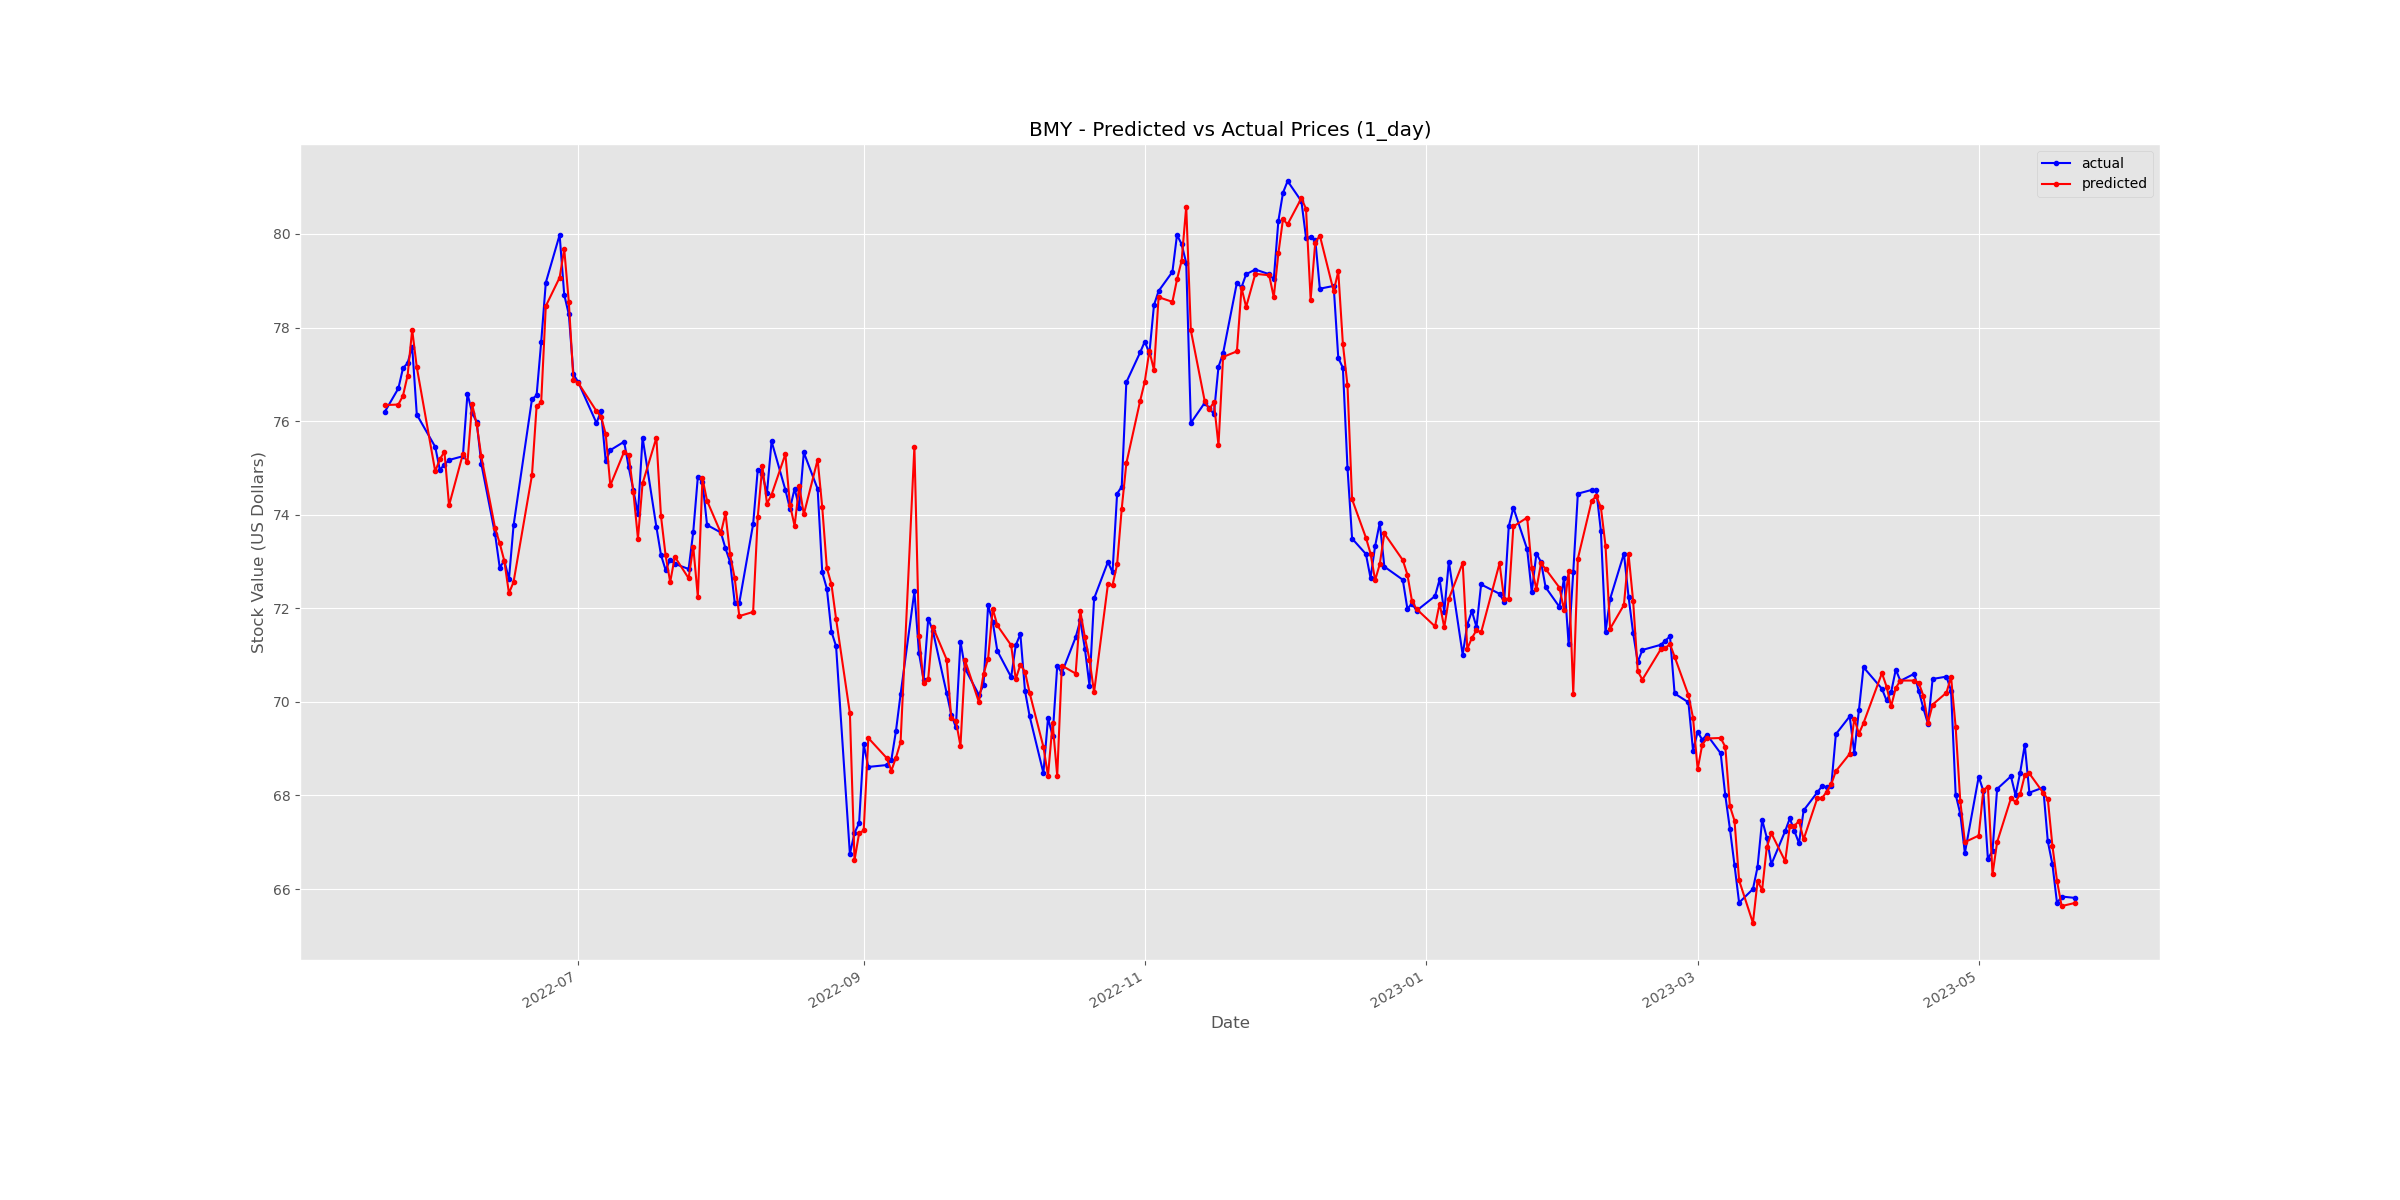 BMY - Predicted vs Actual Prices (1_day)
actual
predicted
80
78
76
74
72
70
68
66
Stock Value (US Dollars)
2022-07
2022-09
2022-11
2023-01
2023-03
2023-05
Date